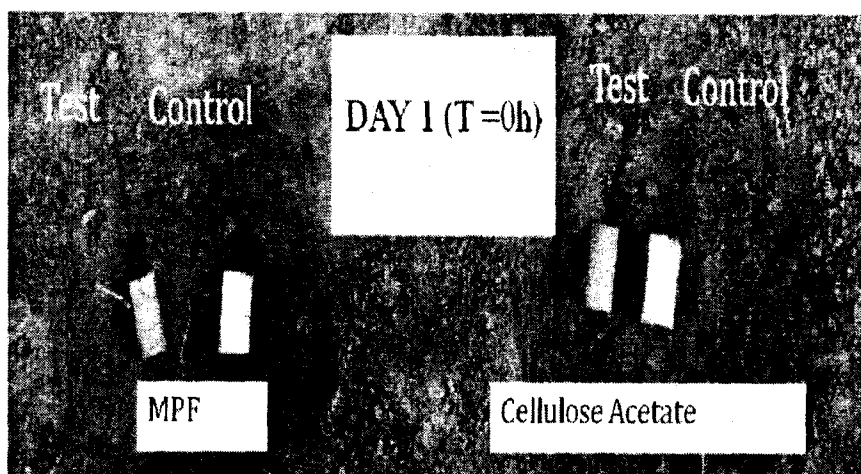 Test Control
DAY 1 (T =0h)
Test Control
MPF
Cellulose Acetate